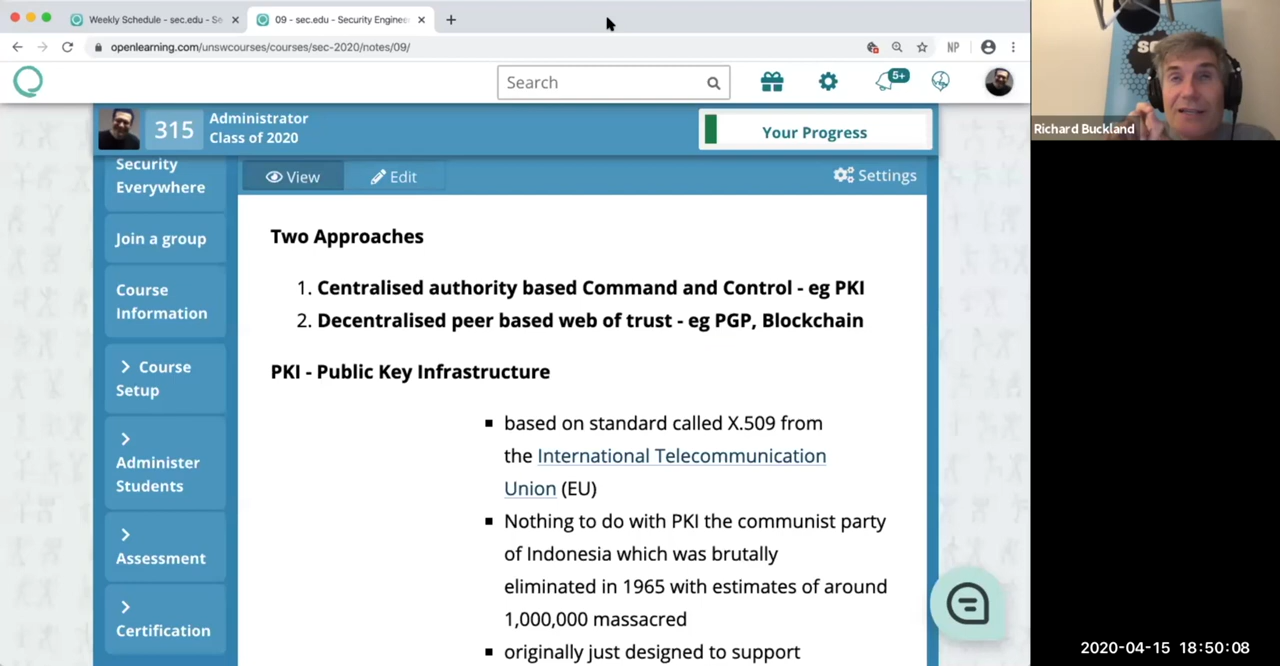 Weekly Schedule - sec.edu - Se
09 - sec.edu - Security Enginee
openlearning.com/unswcourses/courses/sec-2020/notes/09/
NP
Search
5+
315
Administrator
Class of 2020
Your Progress
Security
Everywhere
Join a group
Course
Information
Course
Setup
Administer
Students
Assessment
Certification
View
Edit
Settings
Two Approaches
1. Centralised authority based Command and Control - eg PKI
2. Decentralised peer based web of trust - eg PGP, Blockchain
PKI - Public Key Infrastructure
based on standard called X.509 from
the International Telecommunication
Union (EU)
Nothing to do with PKI the communist party
of Indonesia which was brutally
eliminated in 1965 with estimates of around
1,000,000 massacred
originally just designed to support
Richard Buckland
2020-04-15 18:50:08